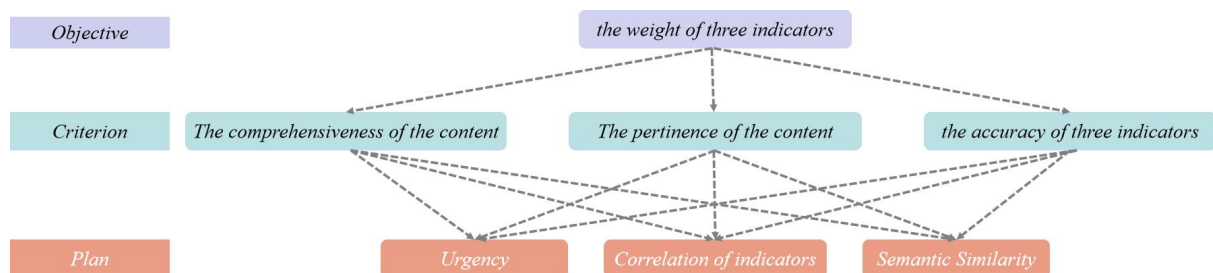 Objective
the weight of three indicators
Criterion
The comprehensiveness of the content
The pertinence of the content
the accuracy of three indicators
Plan
Urgency
Correlation of indicators
Semantic Similarity